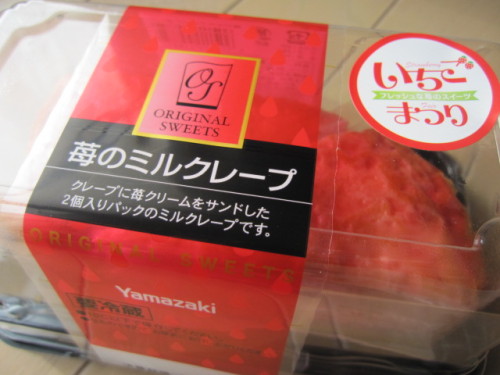 OS
ORIGINAL
SWEETS
苺のミルクレープ
クレープに苺クリームをサンドした
2個入りパックのミルクレープです。
ORIGINAL SWEETS
Yamazaki
要冷蔵
いちご
フレッシュな苺のスイーツ
まつり